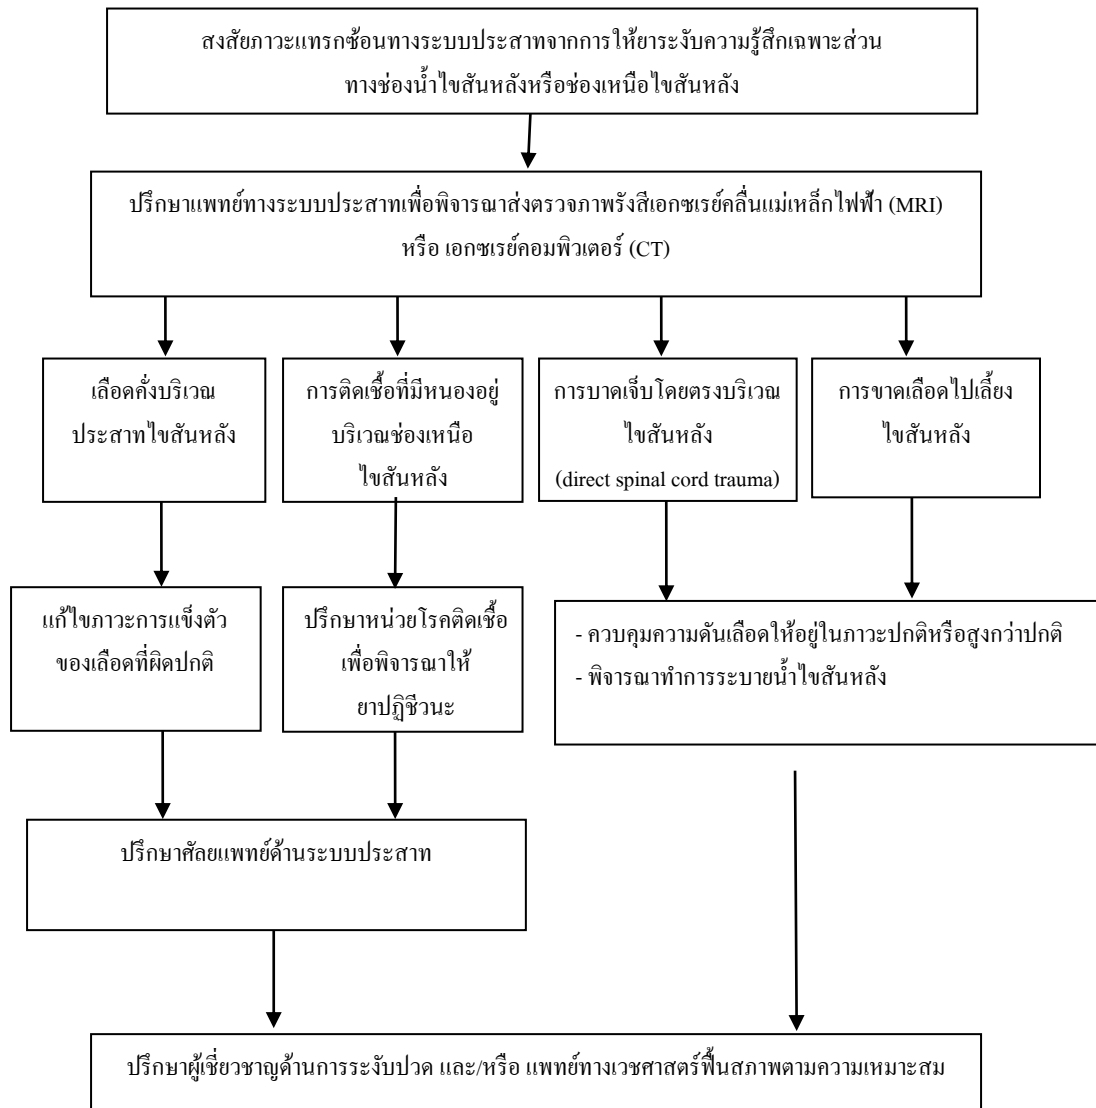 สงสัยภาวะแทรกซ้อนทางระบบประสาทจากการให้ยาระงับความรู้สึกเฉพาะส่วน
ทางช่องน้ำไขสันหลังหรือช่องเหนือไขสันหลัง
ปรึกษาแพทย์ทางระบบประสาทเพื่อพิจารณาส่งตรวจภาพรังสีเอกซเรย์คลื่นแม่เหล็กไฟฟ้า (MRI)
หรือ เอกซเรย์คอมพิวเตอร์ (CT)
เลือดคั่งบริเวณ
ประสาทไขสันหลัง
การติดเชื้อที่มีหนองอยู่
บริเวณช่องเหนือ
ไขสันหลัง
การบาดเจ็บโดยตรงบริเวณ
ไขสันหลัง
(direct spinal cord trauma)
การขาดเลือดไปเลี้ยง
ไขสันหลัง
แก้ไขภาวะการแข็งตัว
ของเลือดที่ผิดปกติ
ปรึกษาหน่วยโรคติดเชื้อ
เพื่อพิจารณาให้
ยาปฏิชีวนะ
- ควบคุมความดันเลือดให้อยู่ในภาวะปกติหรือสูงกว่าปกติ
- พิจารณาทำการระบายน้ำไขสันหลัง
ปรึกษาศัลยแพทย์ด้านระบบประสาท
ปรึกษาผู้เชี่ยวชาญด้านการระงับปวด และ/หรือ แพทย์ทางเวชศาสตร์ฟื้นสภาพตามความเหมาะสม